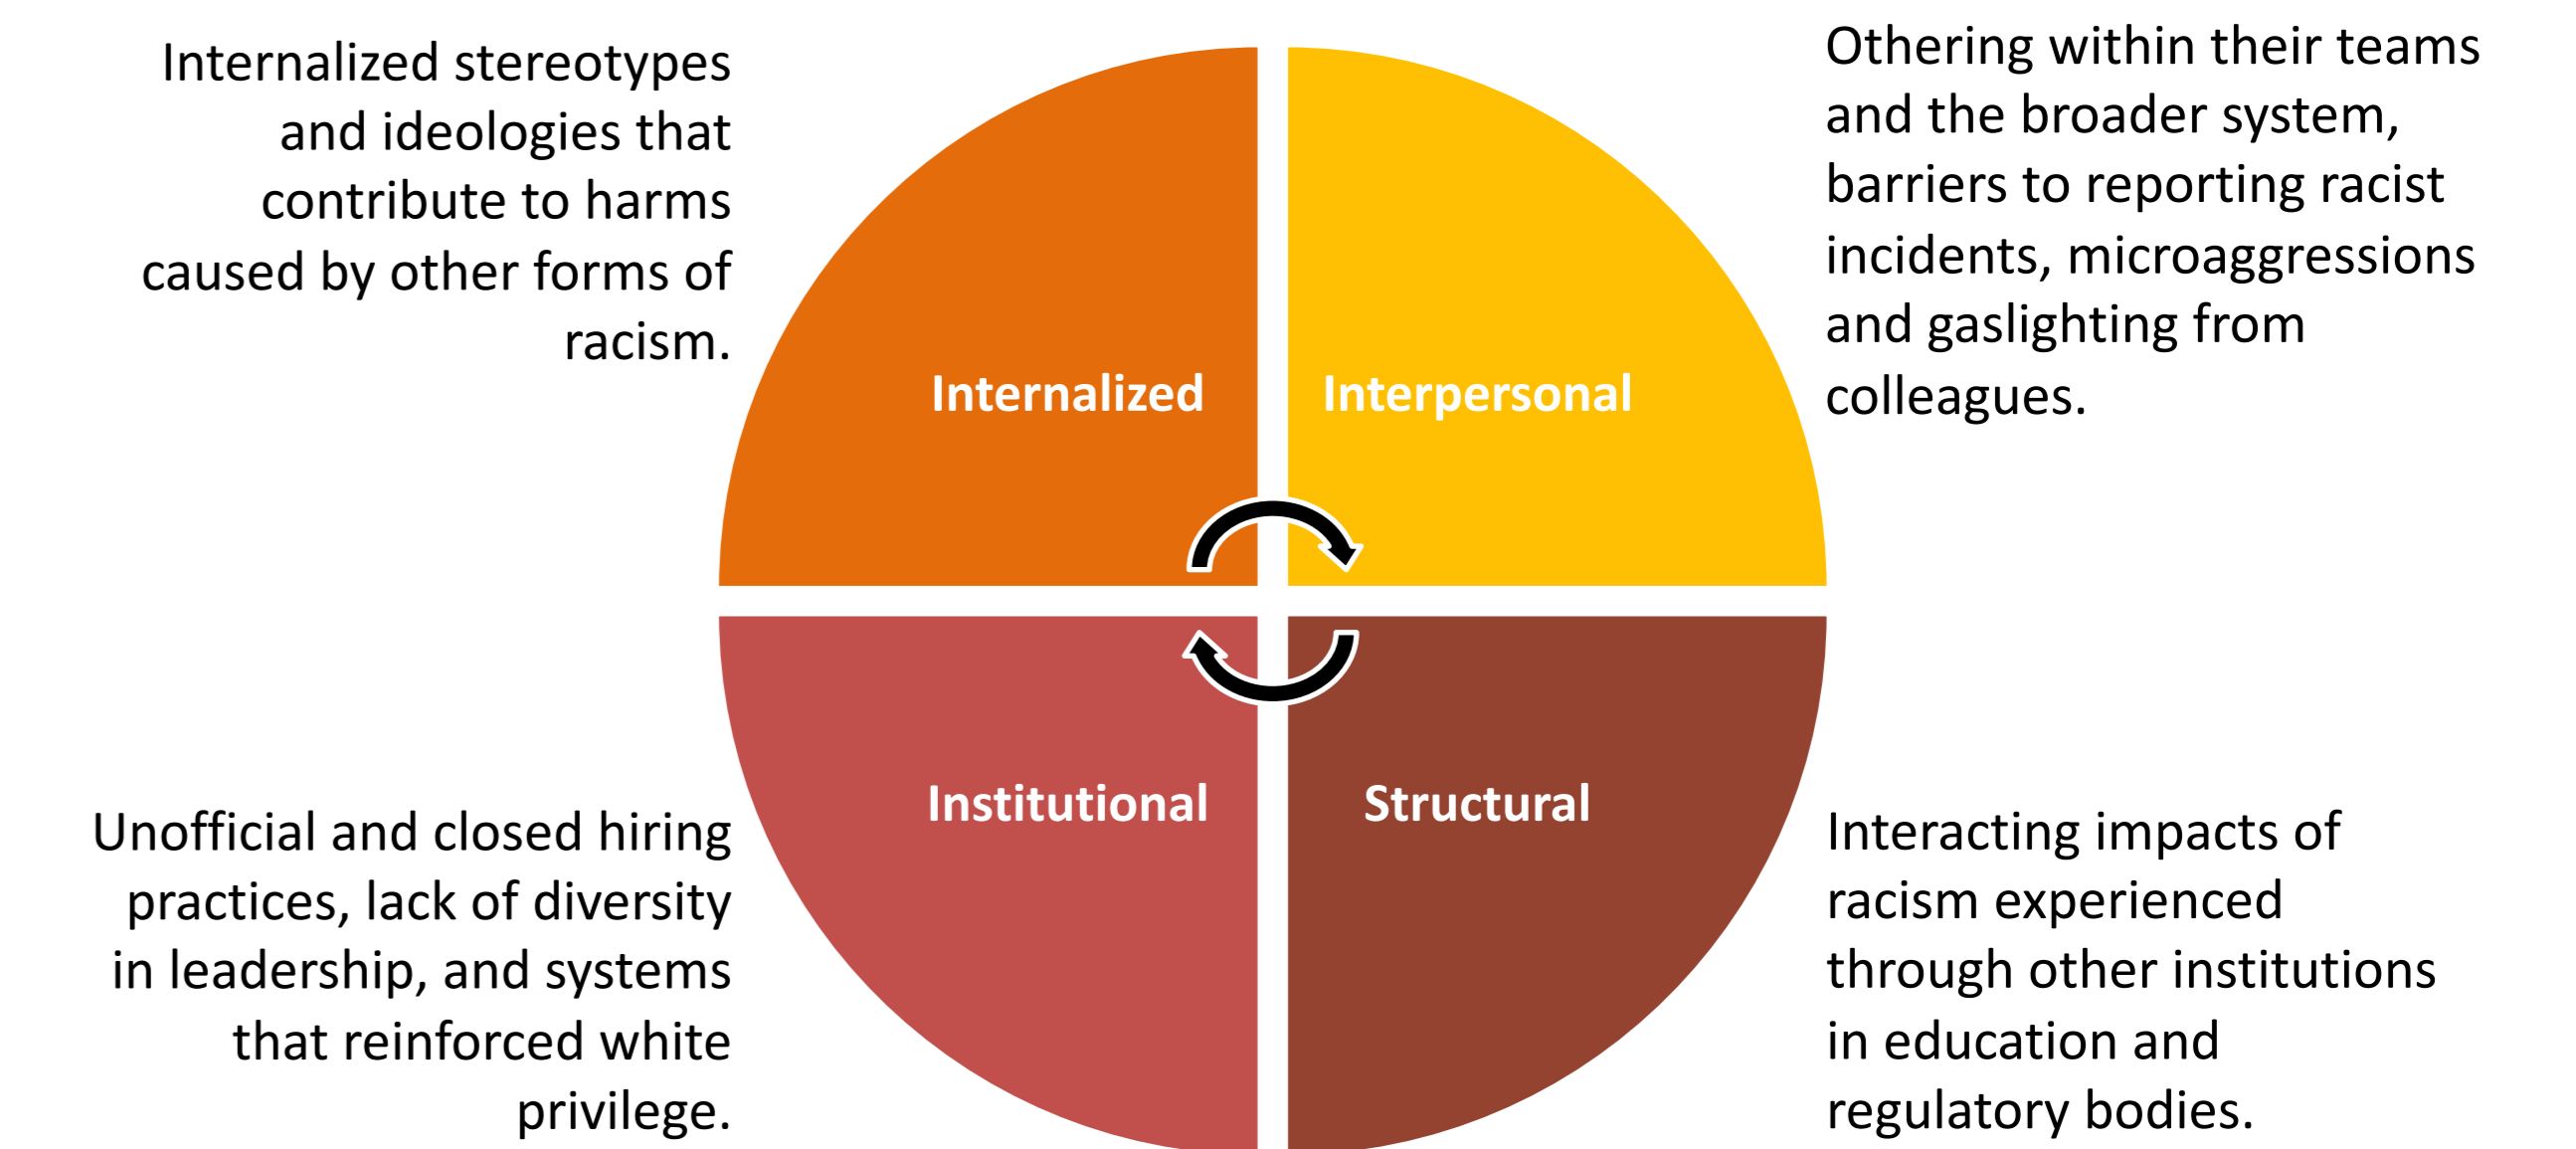 Internalized stereotypes
and ideologies that
contribute to harms
caused by other forms of
racism.
Othering within their teams
and the broader system,
barriers to reporting racist
incidents, microaggressions
and gaslighting from
colleagues.
Internalized
Interpersonal
Institutional
Structural
Unofficial and closed hiring
practices, lack of diversity
in leadership, and systems
that reinforced white
privilege.
Interacting impacts of
racism experienced
through other institutions
in education and
regulatory bodies.